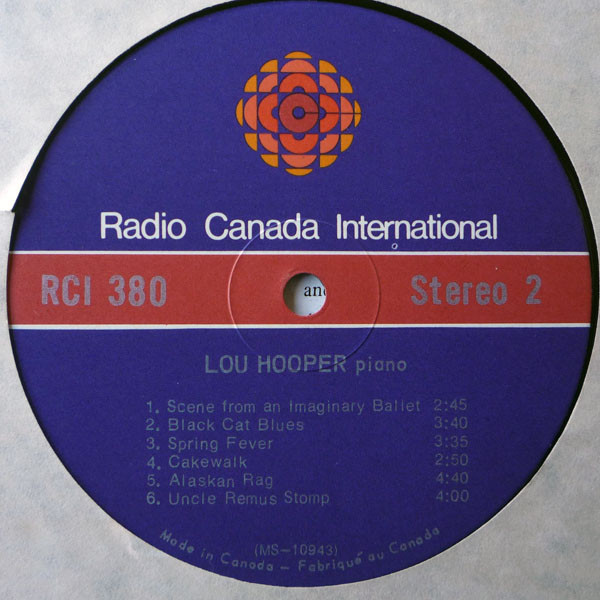 Radio Canada International
RCI 380
and
Stereo 2
LOU HOOPER piano
1. Scene from an Imaginary Ballet 2:45
2. Black Cat Blues 3:40
3. Spring Fever 3:35
4. Cakewalk 2:50
5. Alaskan Rag 4:40
6. Uncle Remus Stomp 4:00
(MS-10943)
Made in Canada - Fabriqué au Canada